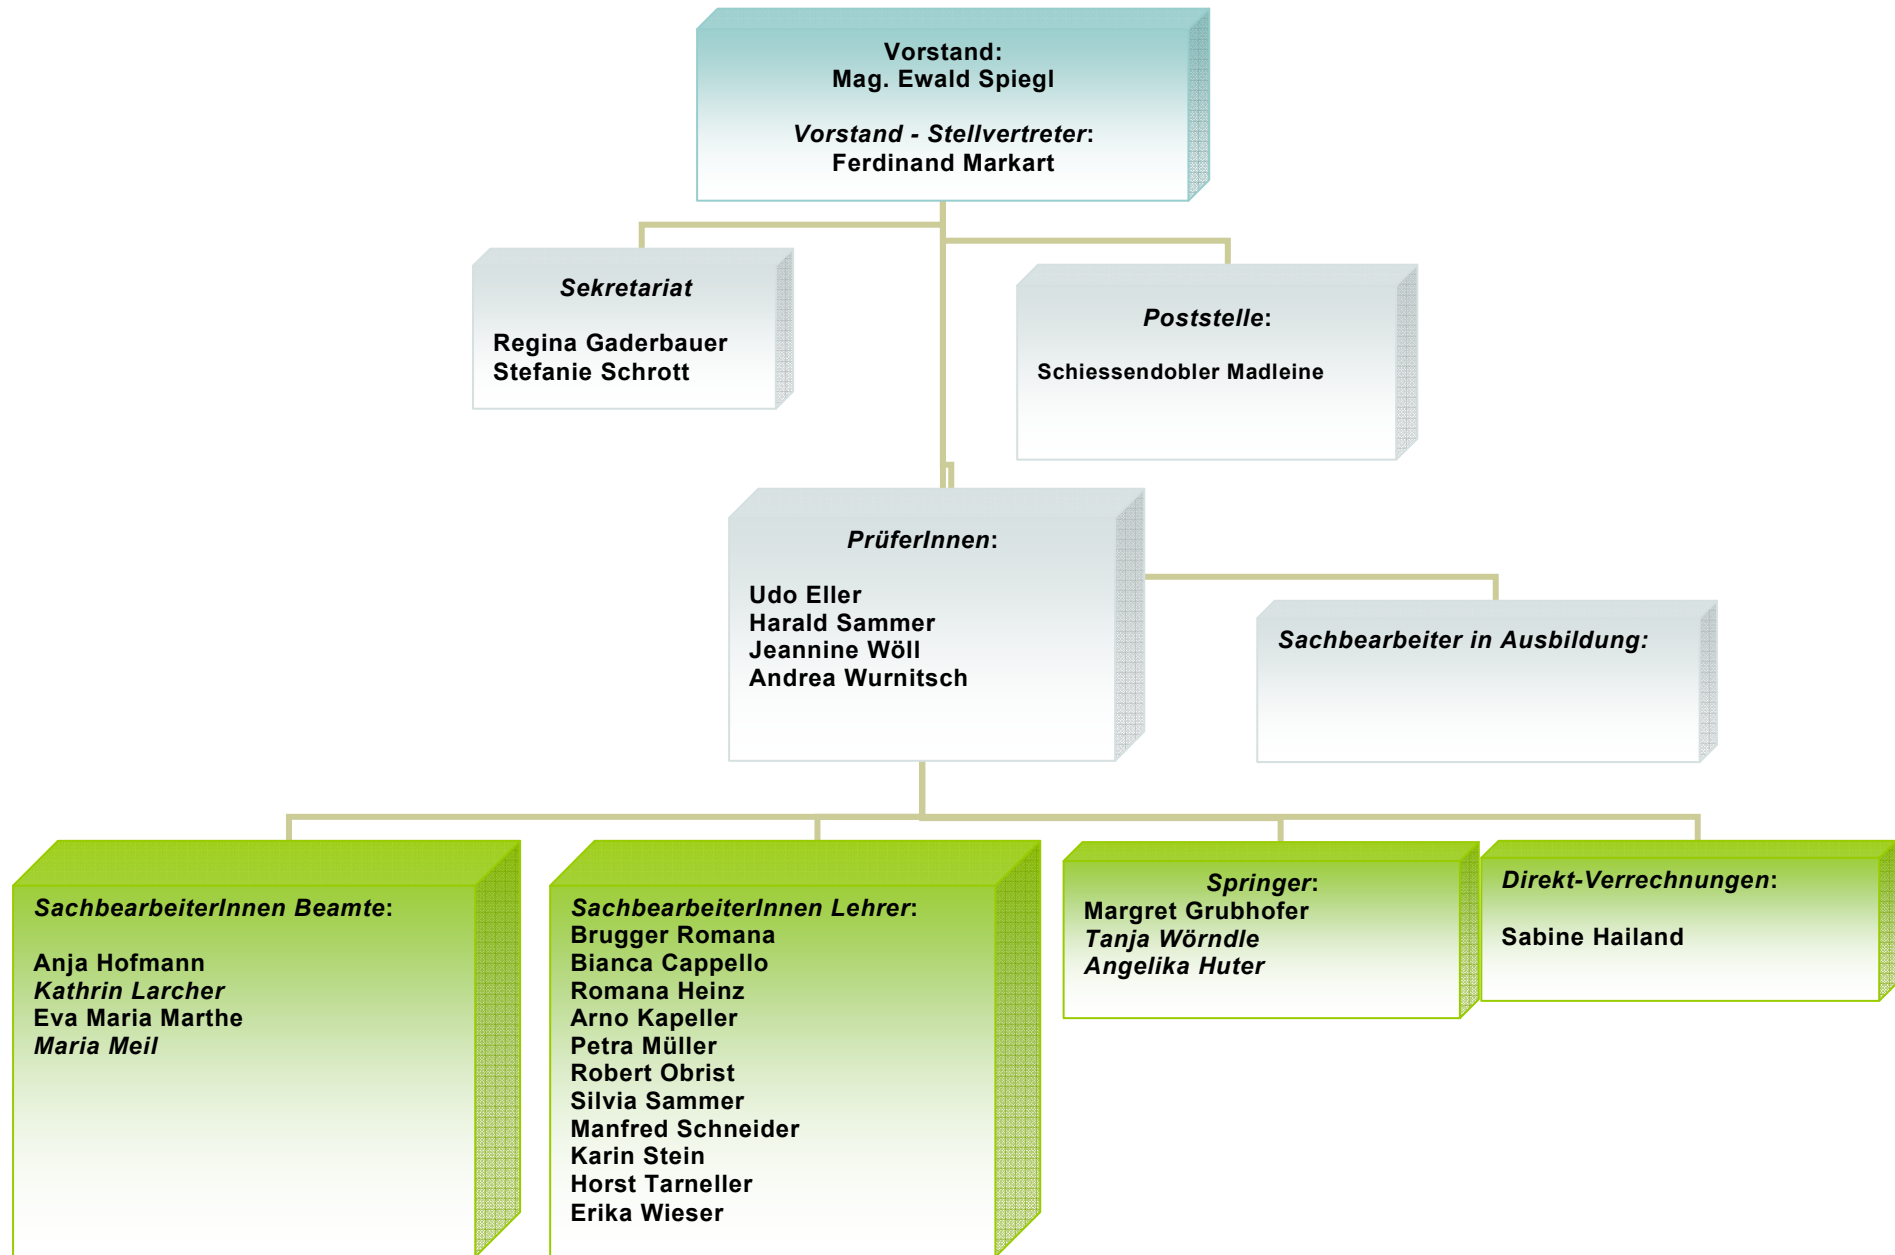 Vorstand:
Mag. Ewald Spiegl
Vorstand - Stellvertreter:
Ferdinand Markart
Sekretariat
Regina Gaderbauer
Stefanie Schrott
Poststelle:
Schiessendobler Madleine
PrüferInnen:
Udo Eller
Harald Sammer
Jeannine Wöll
Andrea Wurnitsch
Sachbearbeiter in Ausbildung:
SachbearbeiterInnen Beamte:
Anja Hofmann
Kathrin Larcher
Eva Maria Marthe
Maria Meil
SachbearbeiterInnen Lehrer:
Brugger Romana
Bianca Cappello
Romana Heinz
Arno Kapeller
Petra Müller
Robert Obrist
Silvia Sammer
Manfred Schneider
Karin Stein
Horst Tarneller
Erika Wieser
Springer:
Margret Grubhofer
Tanja Wörndle
Angelika Huter
Direkt-Verrechnungen:
Sabine Hailand